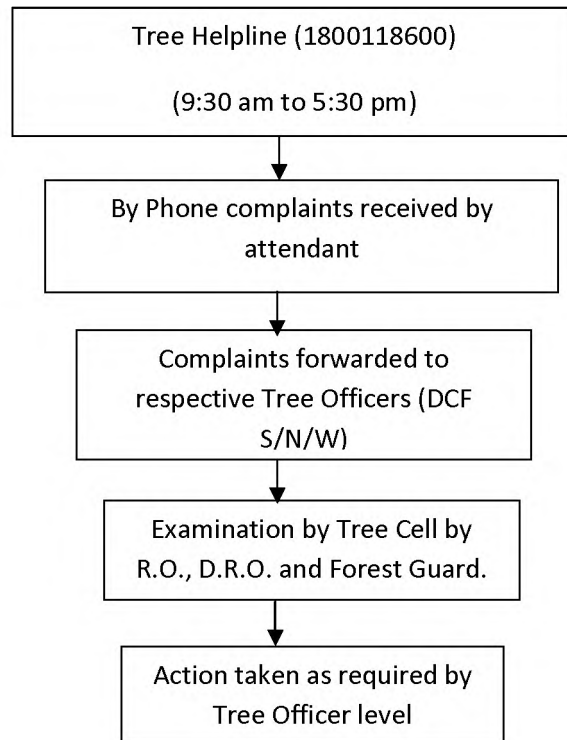 Tree Helpline (1800118600)
(9:30 am to 5:30 pm)
By Phone complaints received by
attendant
Complaints forwarded to
respective Tree Officers (DCF
S/N/W)
Examination by Tree Cell by
R.O., D.R.O. and Forest Guard.
Action taken as required by
Tree Officer level